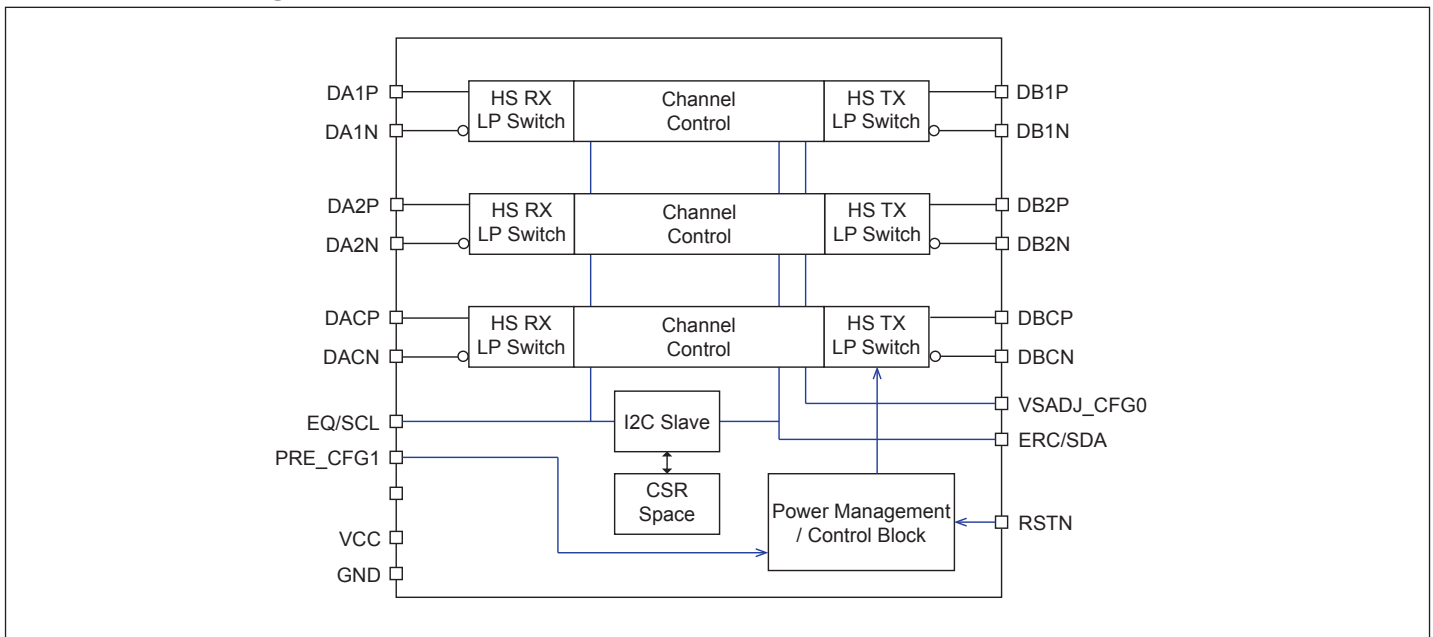 DA1P
DA1N
HS RX
LP Switch
Channel
Control
HS TX
LP Switch
DB1P
DB1N
DA2P
DA2N
HS RX
LP Switch
Channel
Control
HS TX
LP Switch
DB2P
DB2N
DACP
DACN
HS RX
LP Switch
Channel
Control
HS TX
LP Switch
DBCP
DBCN
EQ/SCL
PRE_CFG1
VCC
GND
I2C Slave
CSR
Space
Power Management
/ Control Block
VSADJ_CFG0
ERC/SDA
RSTN